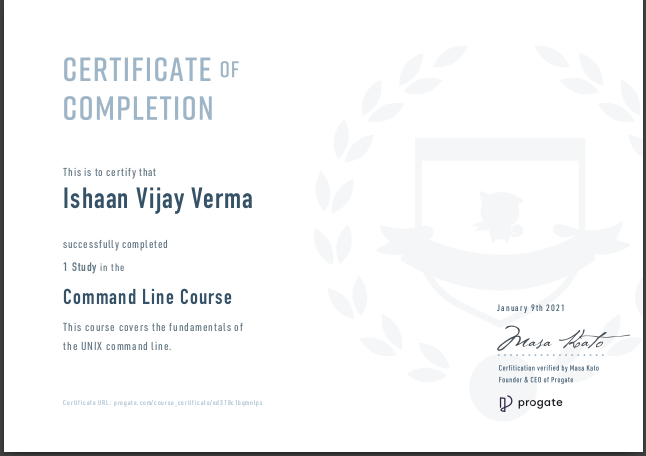 CERTIFICATE OF
COMPLETION
This is to certify that
Ishaan Vijay Verma
successfully completed
1 Study in the
Command Line Course
This course covers the fundamentals of
the UNIX command line.
January 9th 2021
Masa Kato
Cerfitication verified by Masa Kato
Founder & CEO of Progate
progate
Certificate URL: progate.com/course_certificate/